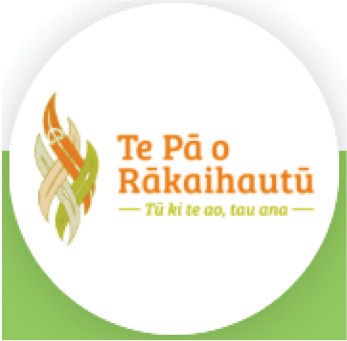 Te Pā o
Rākaihautū
Tū ki te ao, tau ana